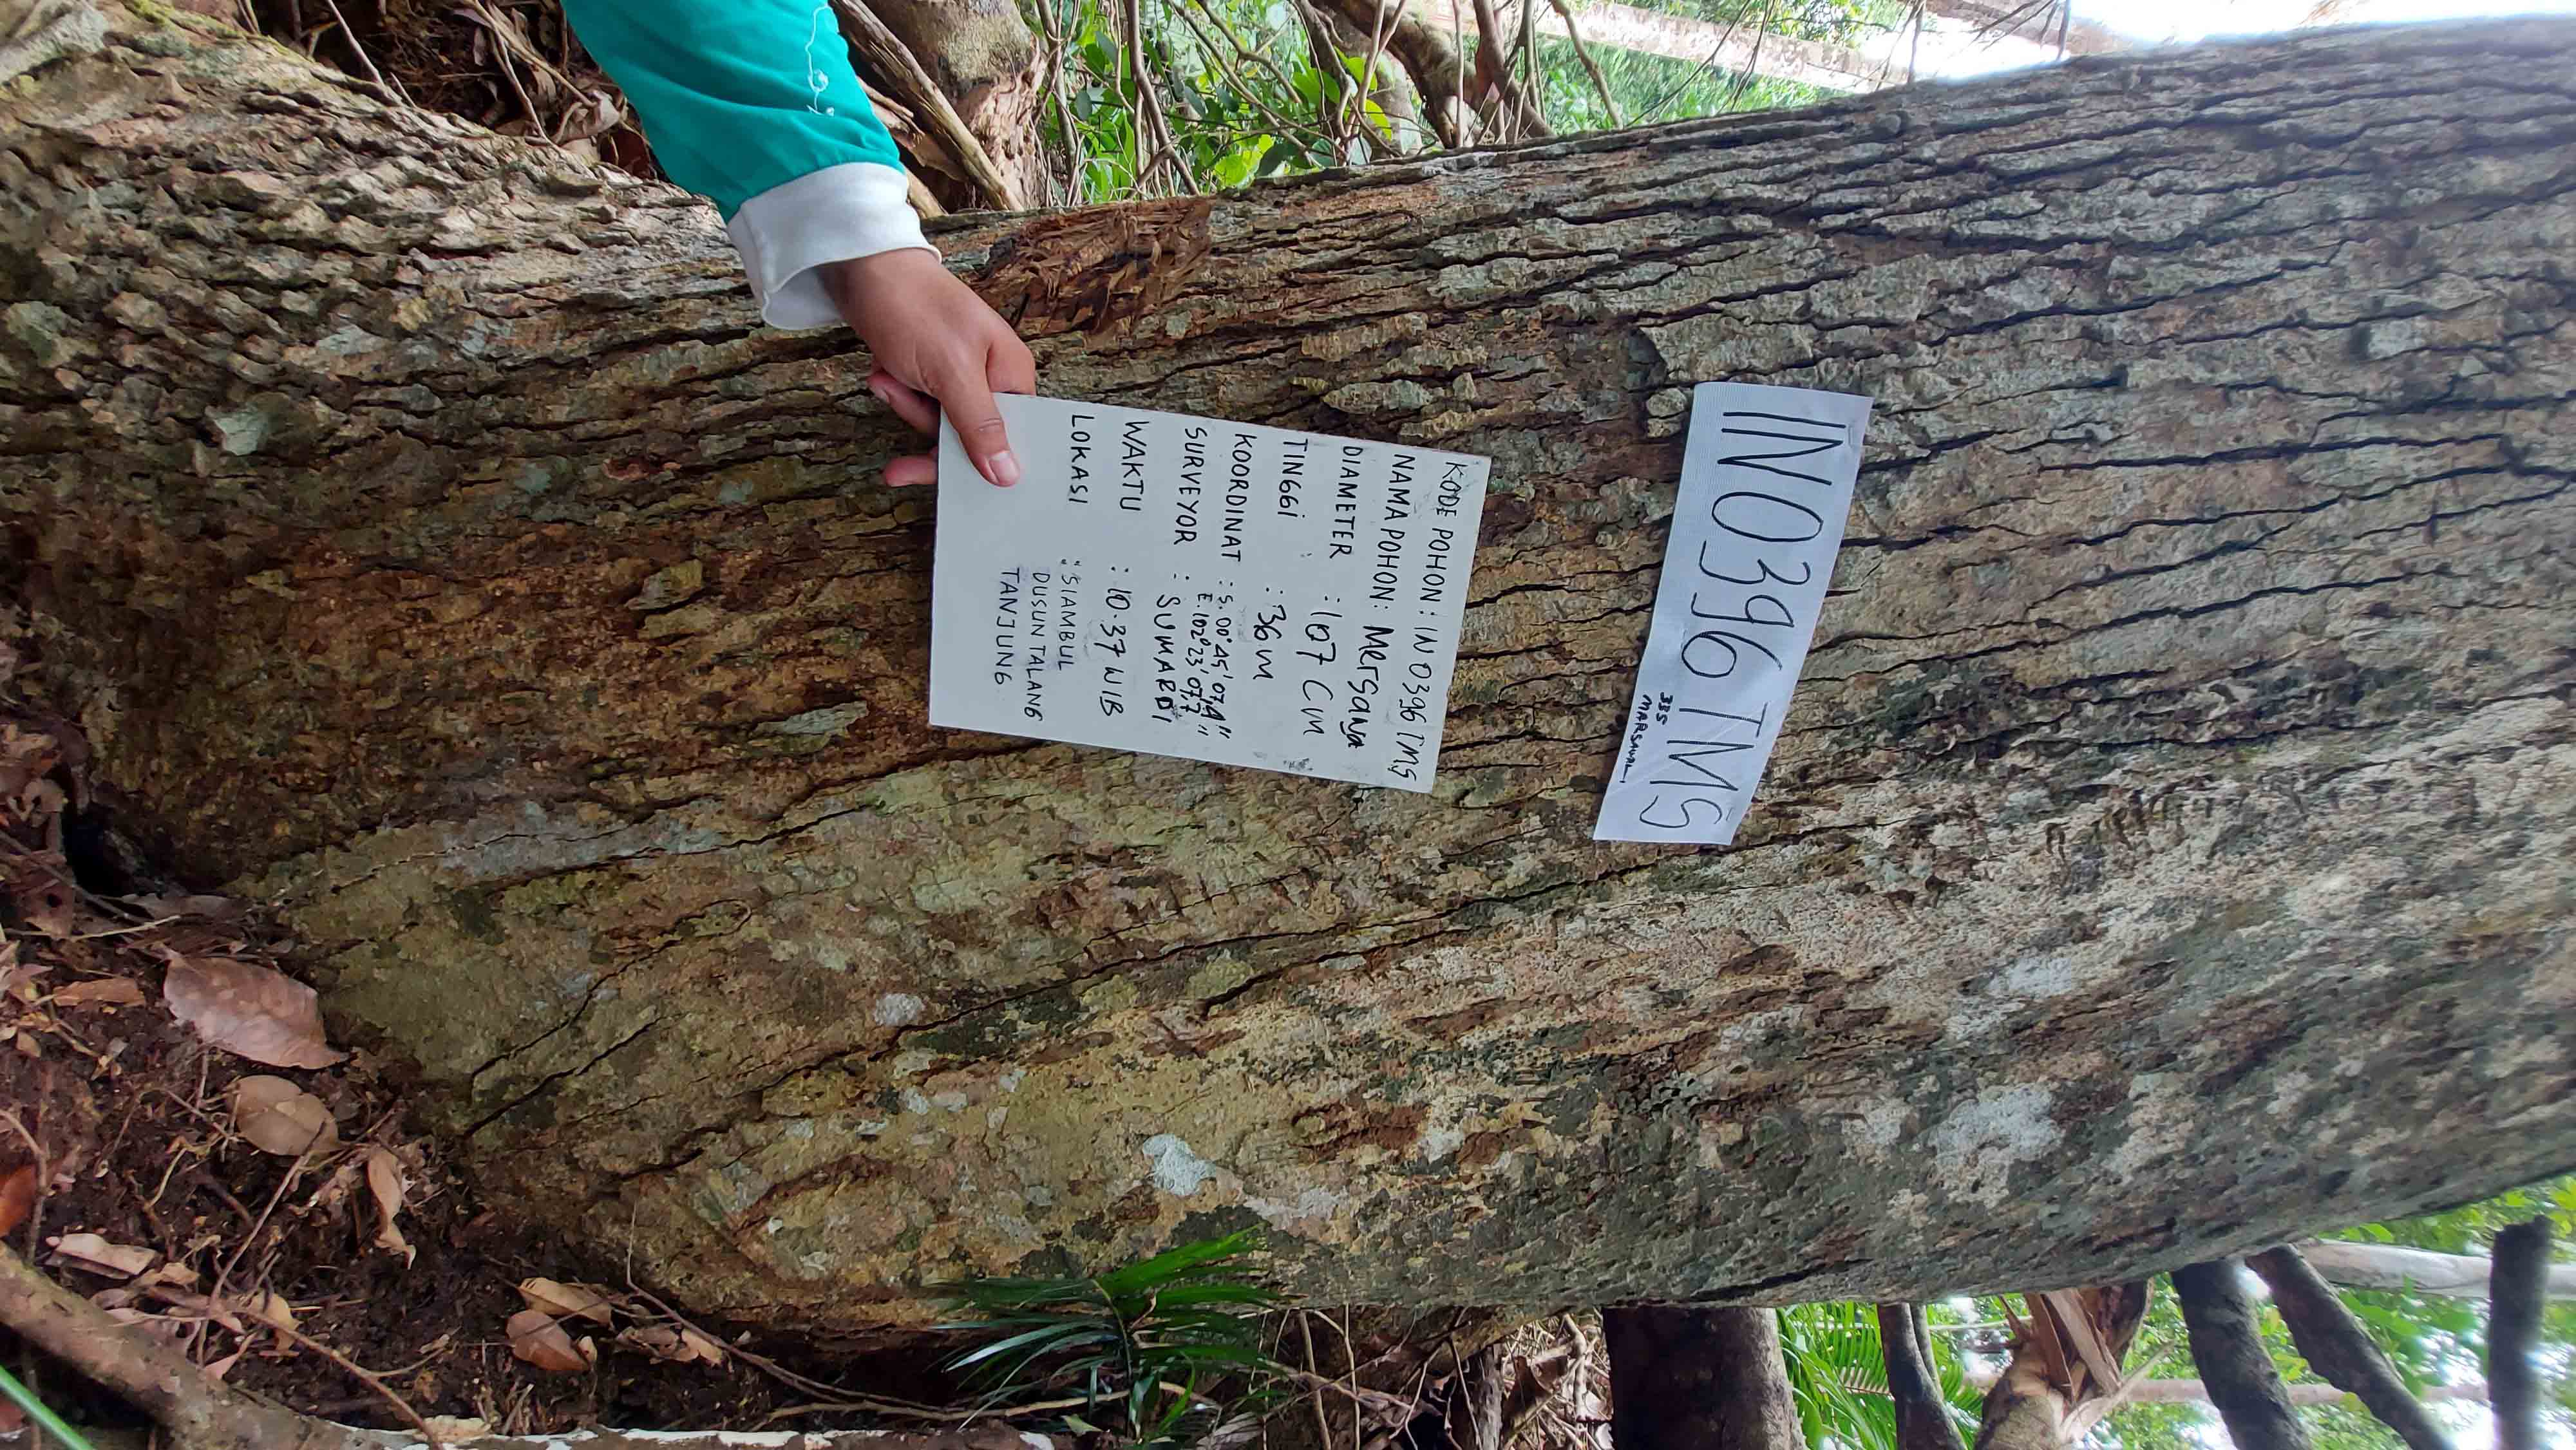 IN0396 TMS
335
MARSAWAL
KODE POHON : IN 0396 TMS
NAMA POHON: Mersawa
DIAMETER : 107 Cm
TINGGi : 36 m
KOORDINAT : S. 00°45'07,4"
E. 102°23'07,7"
SURVEYOR : SUMARDI
WAKTU : 10.37 WIB
LOKASI : SIAMBUL
DUSUN TALANG
TANJUNG